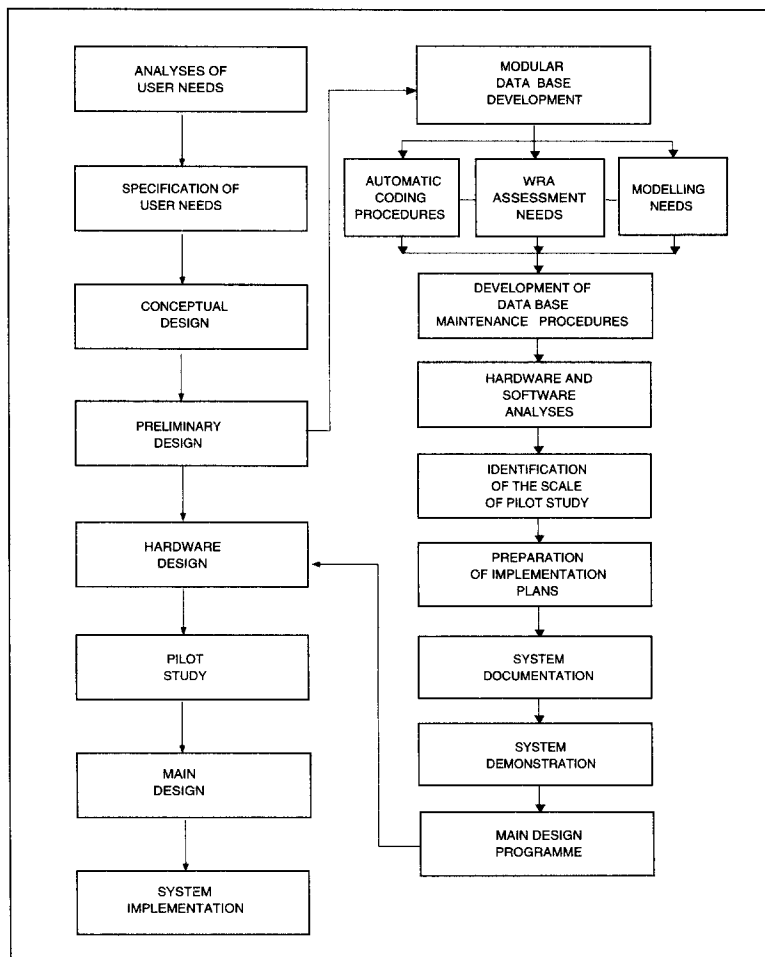 ANALYSES OF
USER NEEDS
SPECIFICATION OF
USER NEEDS
CONCEPTUAL
DESIGN
PRELIMINARY
DESIGN
HARDWARE
DESIGN
PILOT
STUDY
MAIN
DESIGN
SYSTEM
IMPLEMENTATION
MODULAR
DATA BASE
DEVELOPMENT
AUTOMATIC
CODING
PROCEDURES
WRA
ASSESSMENT
NEEDS
MODELLING
NEEDS
DEVELOPMENT OF
DATA BASE
MAINTENANCE PROCEDURES
HARDWARE AND
SOFTWARE
ANALYSES
IDENTIFICATION
OF THE SCALE
OF PILOT STUDY
PREPARATION
OF IMPLEMENTATION
PLANS
SYSTEM
DOCUMENTATION
SYSTEM
DEMONSTRATION
MAIN DESIGN
PROGRAMME